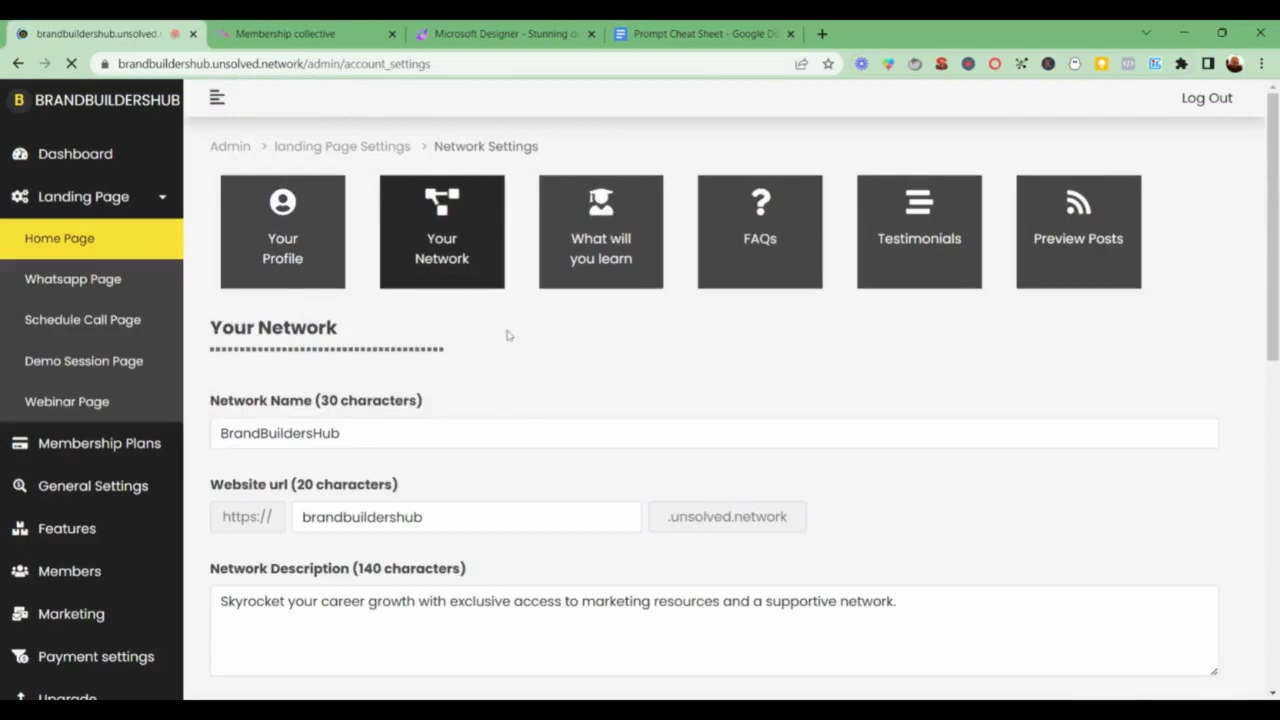 brandbuildershub.unsolved.
Membership collective
Microsoft Designer - Stunning d
Prompt Cheat Sheet - Google D
brandbuildershub.unsolved.network/admin/account_settings
B BRANDBUILDERSHUB
Log Out
Dashboard
Landing Page
Home Page
Whatsapp Page
Schedule Call Page
Demo Session Page
Webinar Page
Membership Plans
General Settings
Features
Members
Marketing
Payment settings
Upgrade
Admin > landing Page Settings > Network Settings
Your
Profile
Your
Network
What will
you learn
FAQs
Testimonials
Preview Posts
Your Network
Network Name (30 characters)
BrandBuildersHub
Website url (20 characters)
https:// brandbuildershub .unsolved.network
Network Description (140 characters)
Skyrocket your career growth with exclusive access to marketing resources and a supportive network.